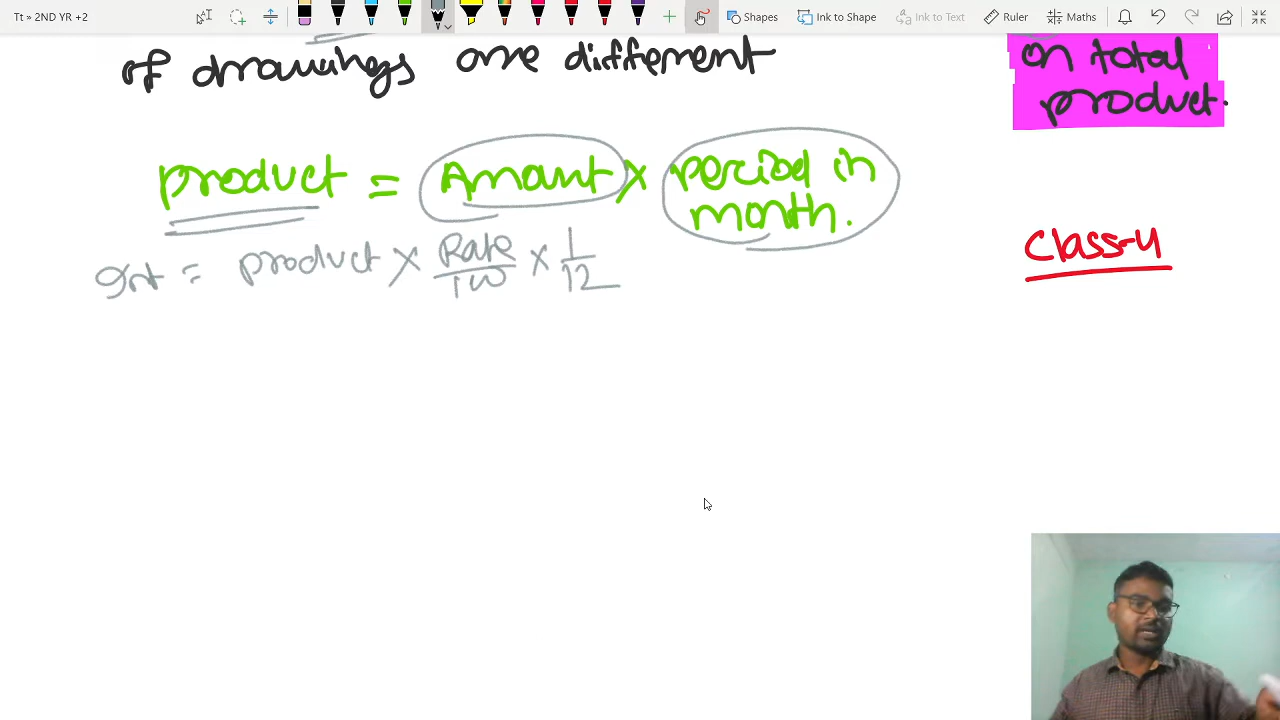 Tt » 2ND YR +2
Shapes
Ink to Shape
Ink to Text
Ruler
Maths
of drawings are different
on total
product.
product = Amount × period in
month.
Int = product × Rate/100 × 1/12
Class-4